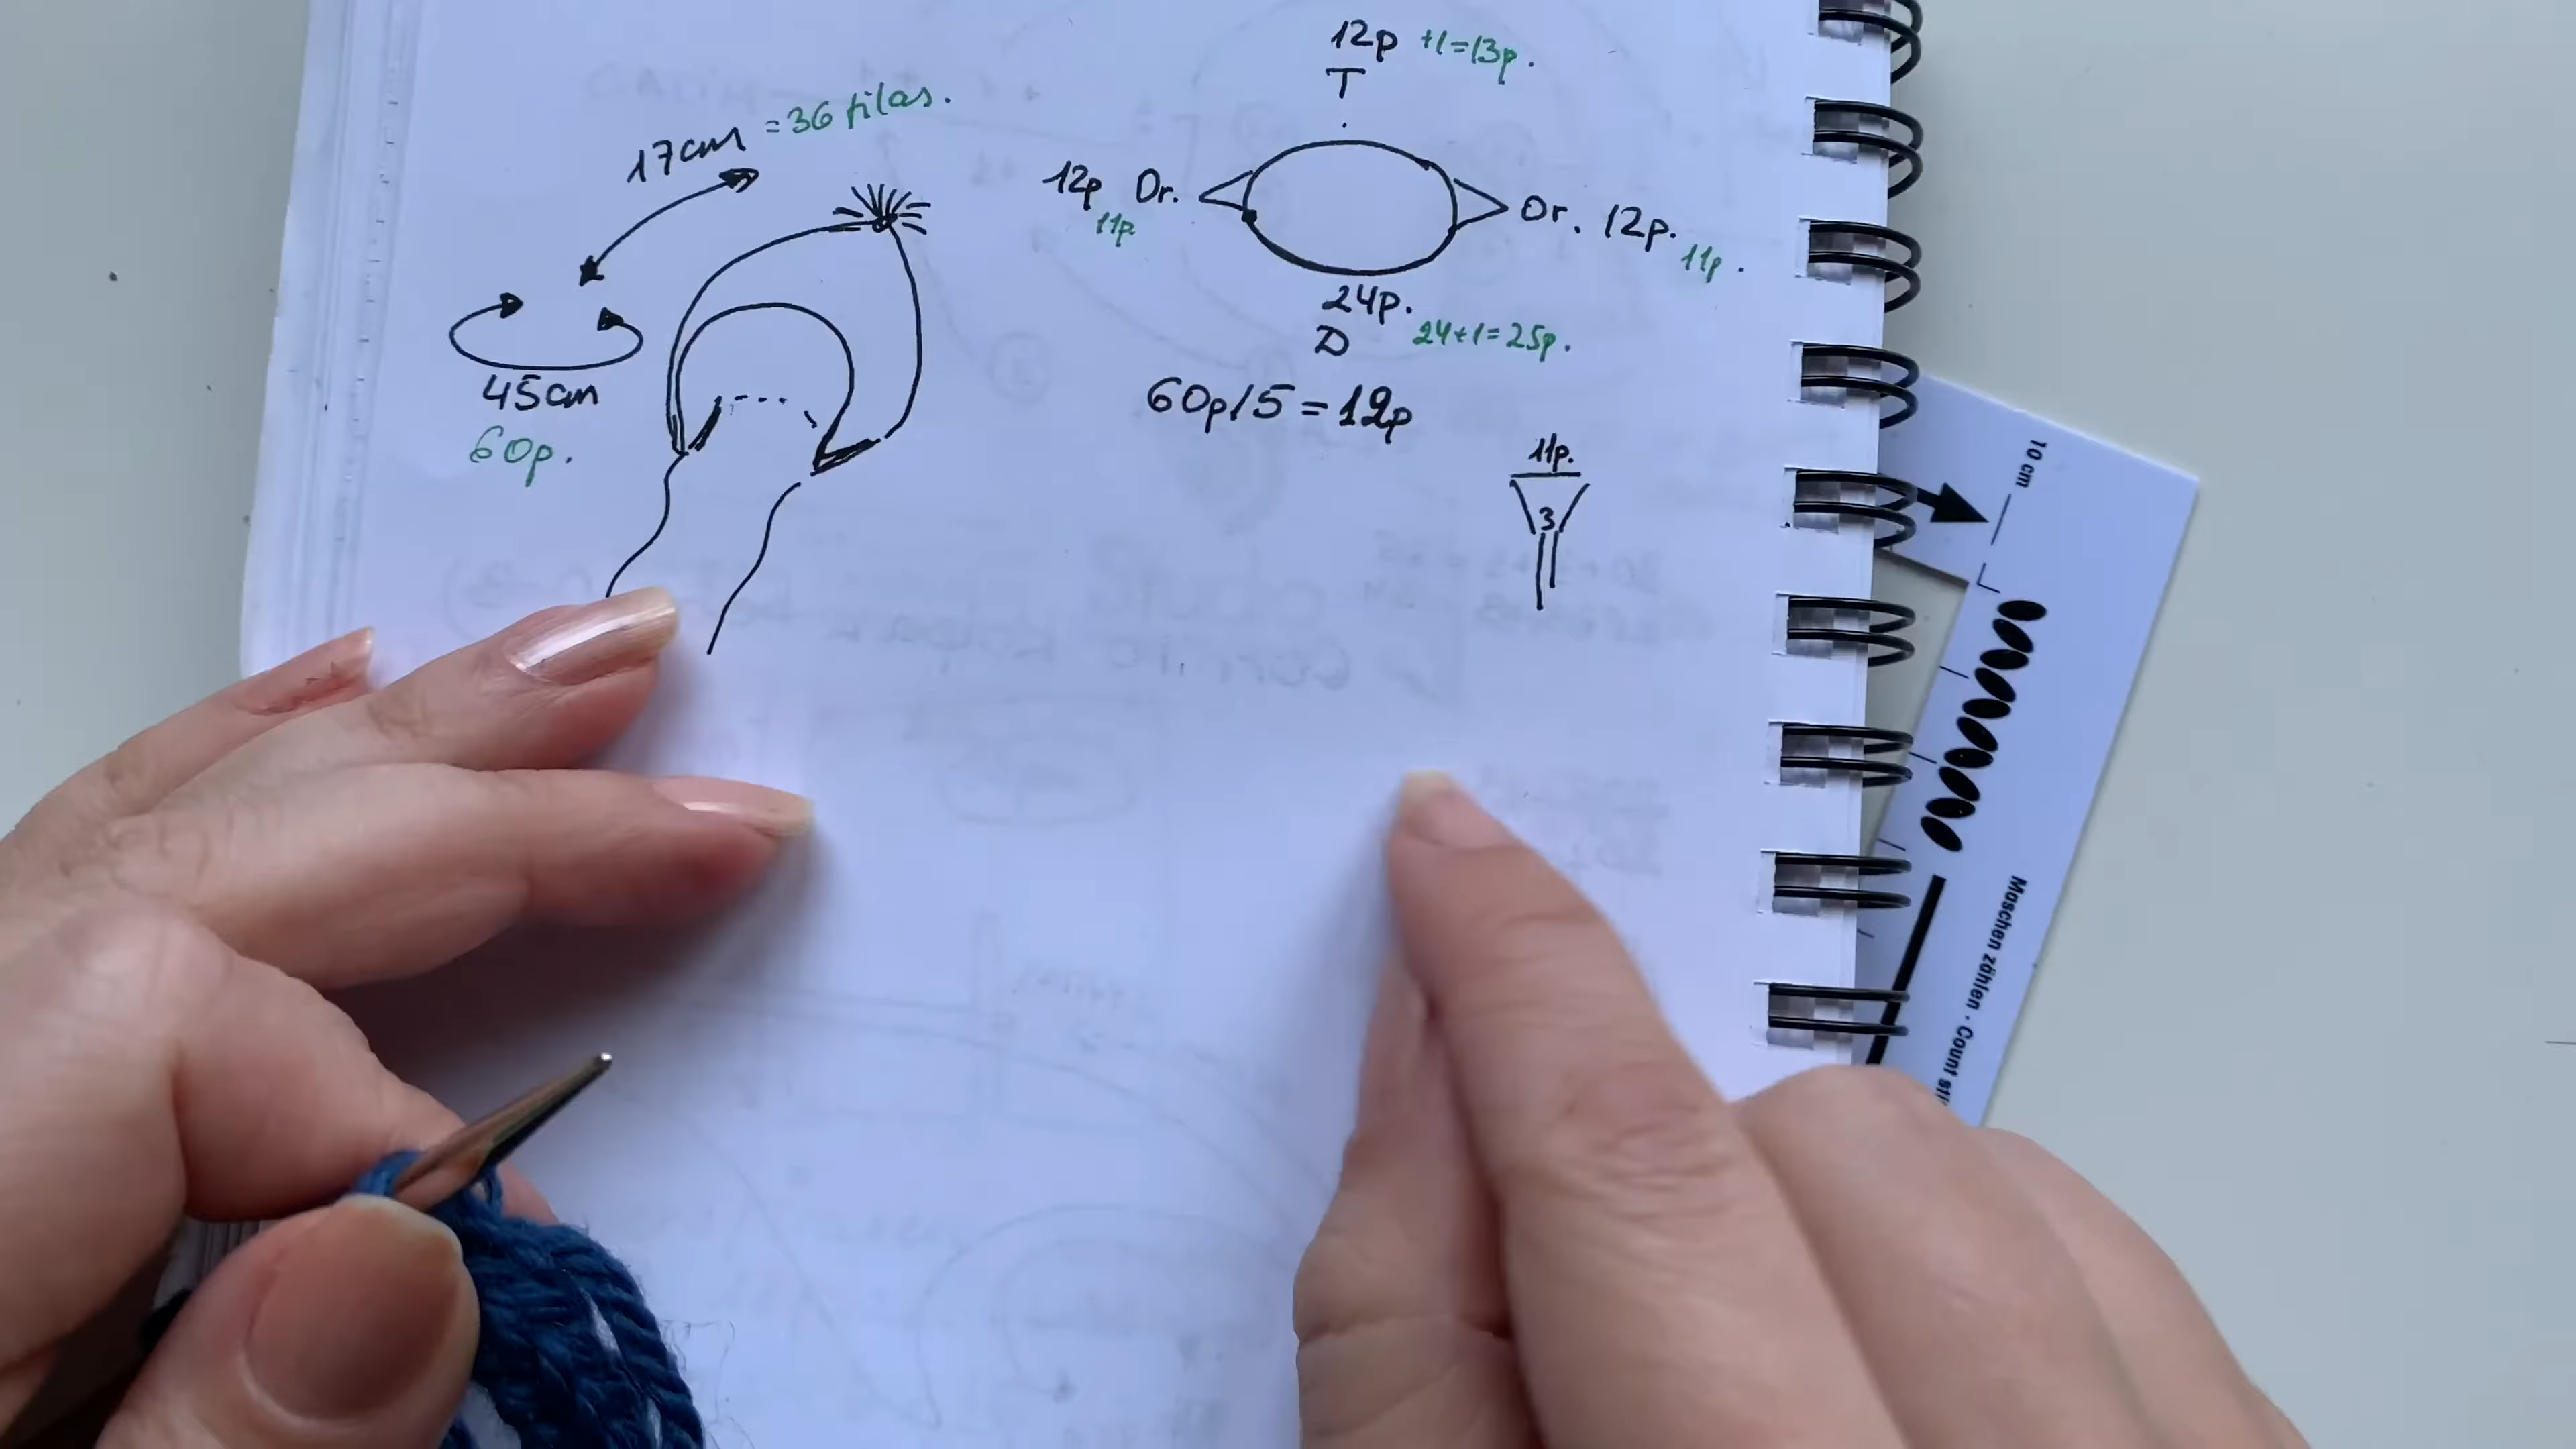 12p +1=13p.
T
17cm = 36 filas.
12p Or.
11p.
Or. 12p.
11p.
24p.
D
24+1=25p.
45cm
60p.
60p/5 = 12p
11p.
3
10 cm
Maschen zählen · Count st